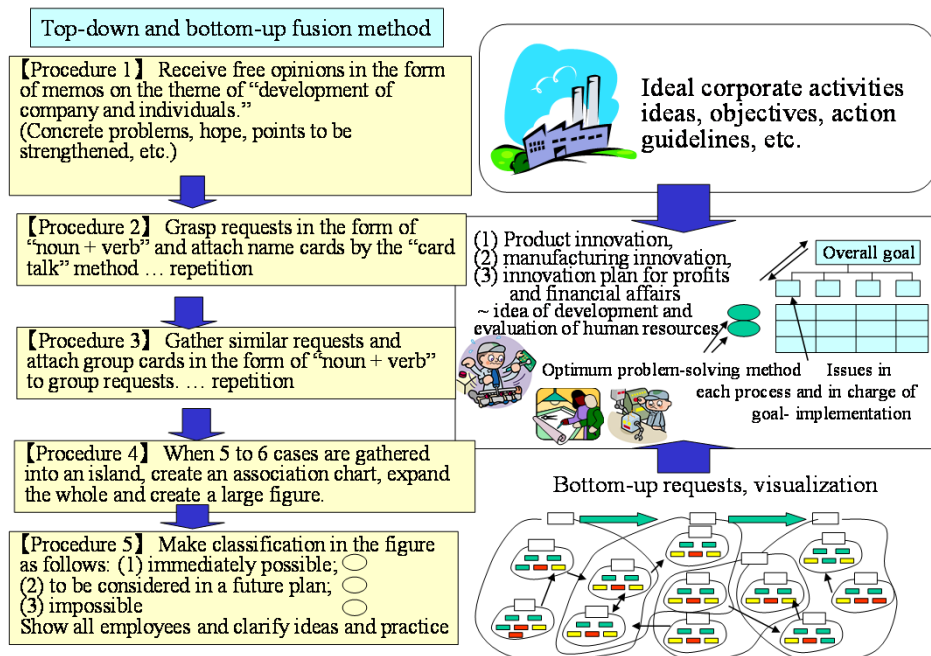 Top-down and bottom-up fusion method
【Procedure 1】 Receive free opinions in the form
of memos on the theme of “development of
company and individuals.”
(Concrete problems, hope, points to be
strengthened, etc.)
【Procedure 2】 Grasp requests in the form of
“noun + verb” and attach name cards by the “card
talk” method … repetition
【Procedure 3】 Gather similar requests and
attach group cards in the form of “noun + verb”
to group requests. … repetition
【Procedure 4】 When 5 to 6 cases are gathered
into an island, create an association chart, expand
the whole and create a large figure.
【Procedure 5】 Make classification in the figure
as follows: (1) immediately possible;
(2) to be considered in a future plan;
(3) impossible
Show all employees and clarify ideas and practice
Ideal corporate activities
ideas, objectives, action
guidelines, etc.
(1) Product innovation,
(2) manufacturing innovation,
(3) innovation plan for profits
and financial affairs
~ idea of development and
evaluation of human resources
Overall goal
Optimum problem-solving method
Issues in
each process and in charge of
goal- implementation
Bottom-up requests, visualization